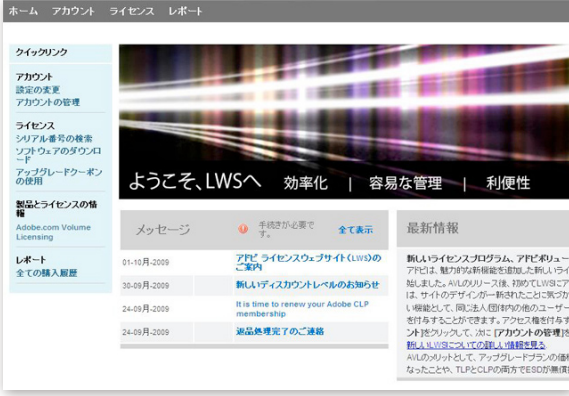 ホーム アカウント ライセンス レポート
クイックリンク
アカウント
設定の変更
アカウントの管理
ライセンス
シリアル番号の検索
ソフトウェアのダウンロ
ード
アップグレードクーポン
の使用
製品とライセンスの情
報
Adobe.com Volume
Licensing
レポート
全ての購入履歴
ようこそ、LWSへ 効率化 | 容易な管理 | 利便性
メッセージ
手続きが必要で
す。
全て表示
01-10月-2009
アドビ ライセンスウェブサイト(LWS)の
ご案内
30-09月-2009
新しいディスカウントレベルのお知らせ
24-09月-2009
It is time to renew your Adobe CLP
membership
24-09月-2009
返品処理完了のご連絡
最新情報
新しいライセンスプログラム、アドビボリュー
アドビは、魅力的な新機能を追加した新しいライ
始しました。AVLのリリース後、初めてLWSにア
は、サイトのデザインが一新されたことに気づか
い機能として、同じ法人団体内の他のユーザー
を付与することができます。アクセス権を付与す
ント]をクリックして、次に[アカウントの管理]を
新しいLWSについての詳しい情報を見る
AVLのメリットとして、アップグレードプランの価格
なったことや、TLPとCLPの両方でESDが無償